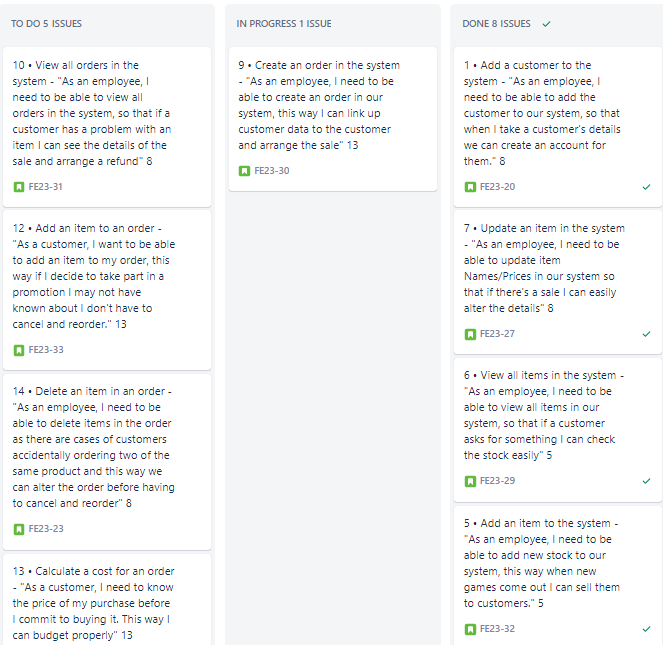 TO DO 5 ISSUES
10 • View all orders in the
system - "As an employee, I
need to be able to view all
orders in the system, so that if a
customer has a problem with an
item I can see the details of the
sale and arrange a refund" 8
FE23-31
12 • Add an item to an order -
"As a customer, I want to be able
to add an item to my order, this
way if I decide to take part in a
promotion I may not have
known about I don't have to
cancel and reorder." 13
FE23-33
14 • Delete an item in an order -
"As an employee, I need to be
able to delete items in the order
as there are cases of customers
accidentally ordering two of the
same product and this way we
can alter the order before having
to cancel and reorder" 8
FE23-23
13 • Calculate a cost for an order
- "As a customer, I need to know
the price of my purchase before
I commit to buying it. This way I
can budget properly" 13
IN PROGRESS 1 ISSUE
9 • Create an order in the system
- "As an employee, I need to be
able to create an order in our
system, this way I can link up
customer data to the customer
and arrange the sale" 13
FE23-30
DONE 8 ISSUES
1 • Add a customer to the
system - "As an employee, I
need to be able to add the
customer to our system, so that
when I take a customer's details
we can create an account for
them." 8
FE23-20
7 • Update an item in the system
- "As an employee, I need to be
able to update item
Names/Prices in our system so
that if there's a sale I can easily
alter the details" 8
FE23-27
6 • View all items in the system -
"As an employee, I need to be
able to view all items in our
system, so that if a customer
asks for something I can check
the stock easily" 5
FE23-29
5 • Add an item to the system -
"As an employee, I need to be
able to add new stock to our
system, this way when new
games come out I can sell them
to customers." 5
FE23-32